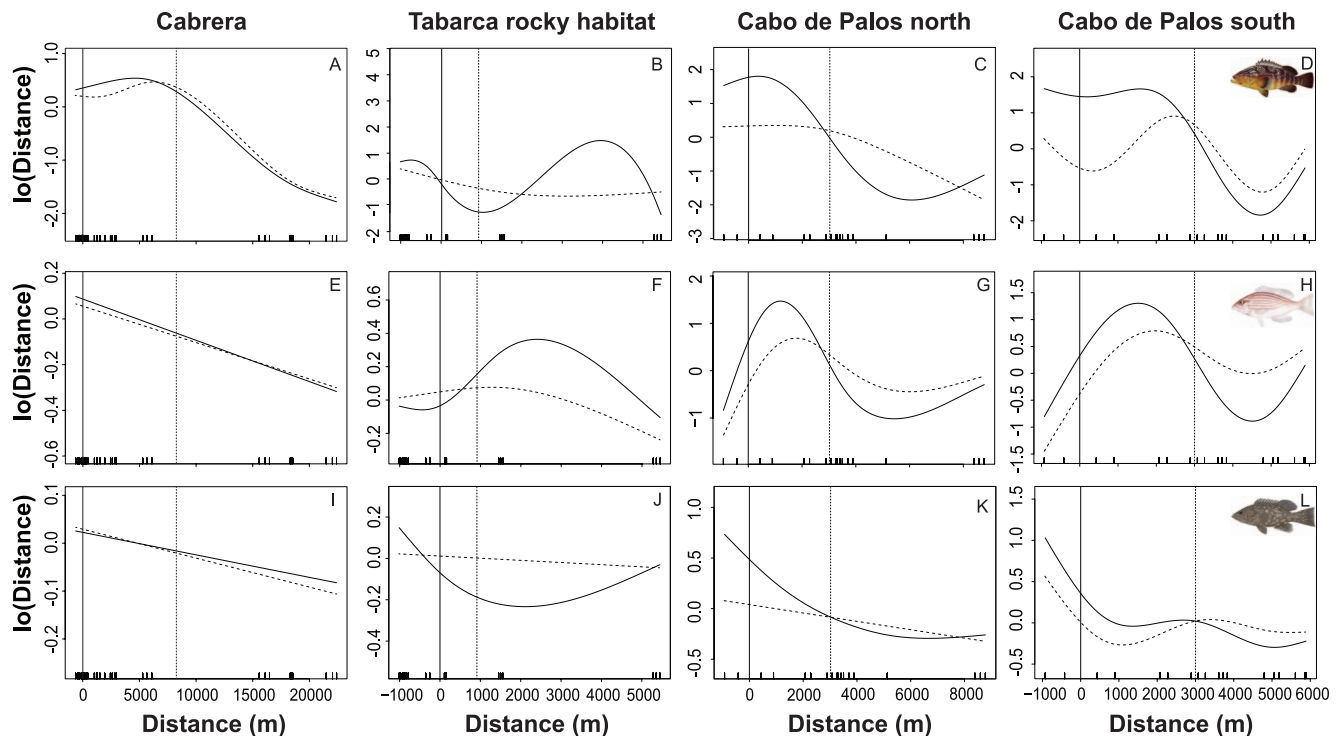 Cabrera
Tabarca rocky habitat
Cabo de Palos north
Cabo de Palos south
lo(Distance)
1.0
0.0
-1.0
-2.0
A
5
4
3
2
1
0
-1
-2
B
2
1
0
-1
-2
-3
C
2
1
0
-1
-2
D
lo(Distance)
0.2
0.0
-0.2
-0.4
-0.6
E
0.6
0.4
0.2
0.0
-0.2
F
2
1
0
-1
G
1.5
1
0.5
0
-0.5
-1
-1.5
H
lo(Distance)
0.1
0.0
-0.1
-0.2
I
0.2
0.0
-0.2
-0.4
J
1.0
0.5
0.0
-0.5
K
1.5
1.0
0.5
0.0
-0.5
L
0 5000 10000 15000 20000
-1000 0 1000 2000 3000 4000 5000
0 2000 4000 6000 8000
-1000 0 1000 2000 3000 4000 5000 6000
Distance (m)
Distance (m)
Distance (m)
Distance (m)